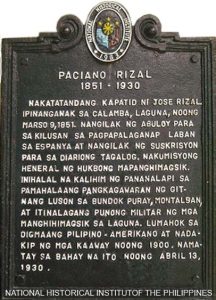 NATIONAL HISTORICAL INSTITUTE
1933
PACIANO RIZAL
1851 - 1930
NAKATATANDANG KAPATID NI JOSE RIZAL.
IPINANGANAK SA CALAMBA, LAGUNA, NOONG
MARSO 9, 1851. NANGILAK NG ABULOY PARA
SA KILUSAN SA PAGPAPALAGANAP LABAN
SA ESPANYA AT NANGILAK NG SUSKRISYON
PARA SA DIARIONG TAGALOG, NAKUMISYONG
HENERAL NG HUKBONG MAPANGHIMAGSIK.
INIHALAL NA KALIHIM NG PANANALAPI SA
PAMAHALAANG PANGKAGAWARAN NG GIT-
NANG LUSON SA BUNDOK PURAY, MONTALBAN,
AT ITINALAGANG PUNONG MILITAR NG MGA
MANGHIHIMAGSIK SA LAGUNA. LUMAHOK SA
DIGMAANG PILIPINO-AMERIKANO AT NADA-
KIP NG MGA KAAWAY NOONG 1900. NAMA-
TAY SA BAHAY NA ITO NOONG ABRIL 13,
1930.
NATIONAL HISTORICAL INSTITUTOF THE PHILIPPINES